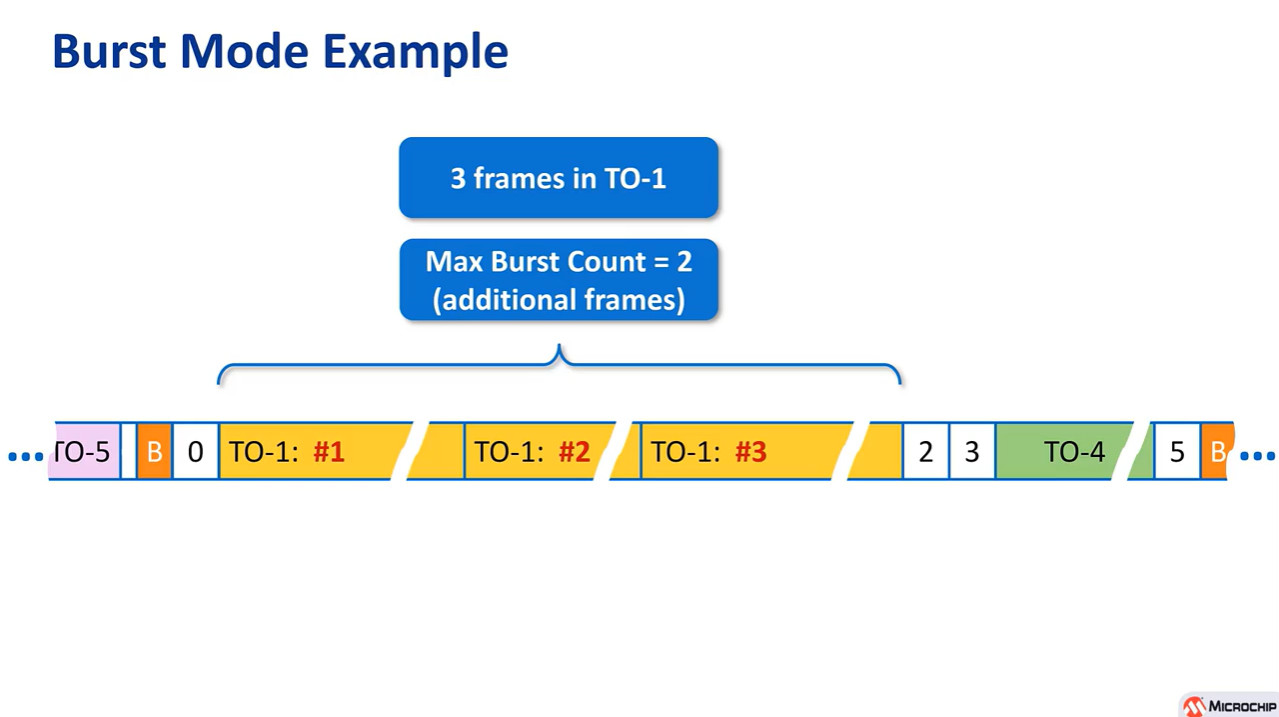 Burst Mode Example
3 frames in TO-1
Max Burst Count = 2
(additional frames)
... TO-5 B 0 TO-1: #1 TO-1: #2 TO-1: #3 2 3 TO-4 5 B ...
MICROCHIP